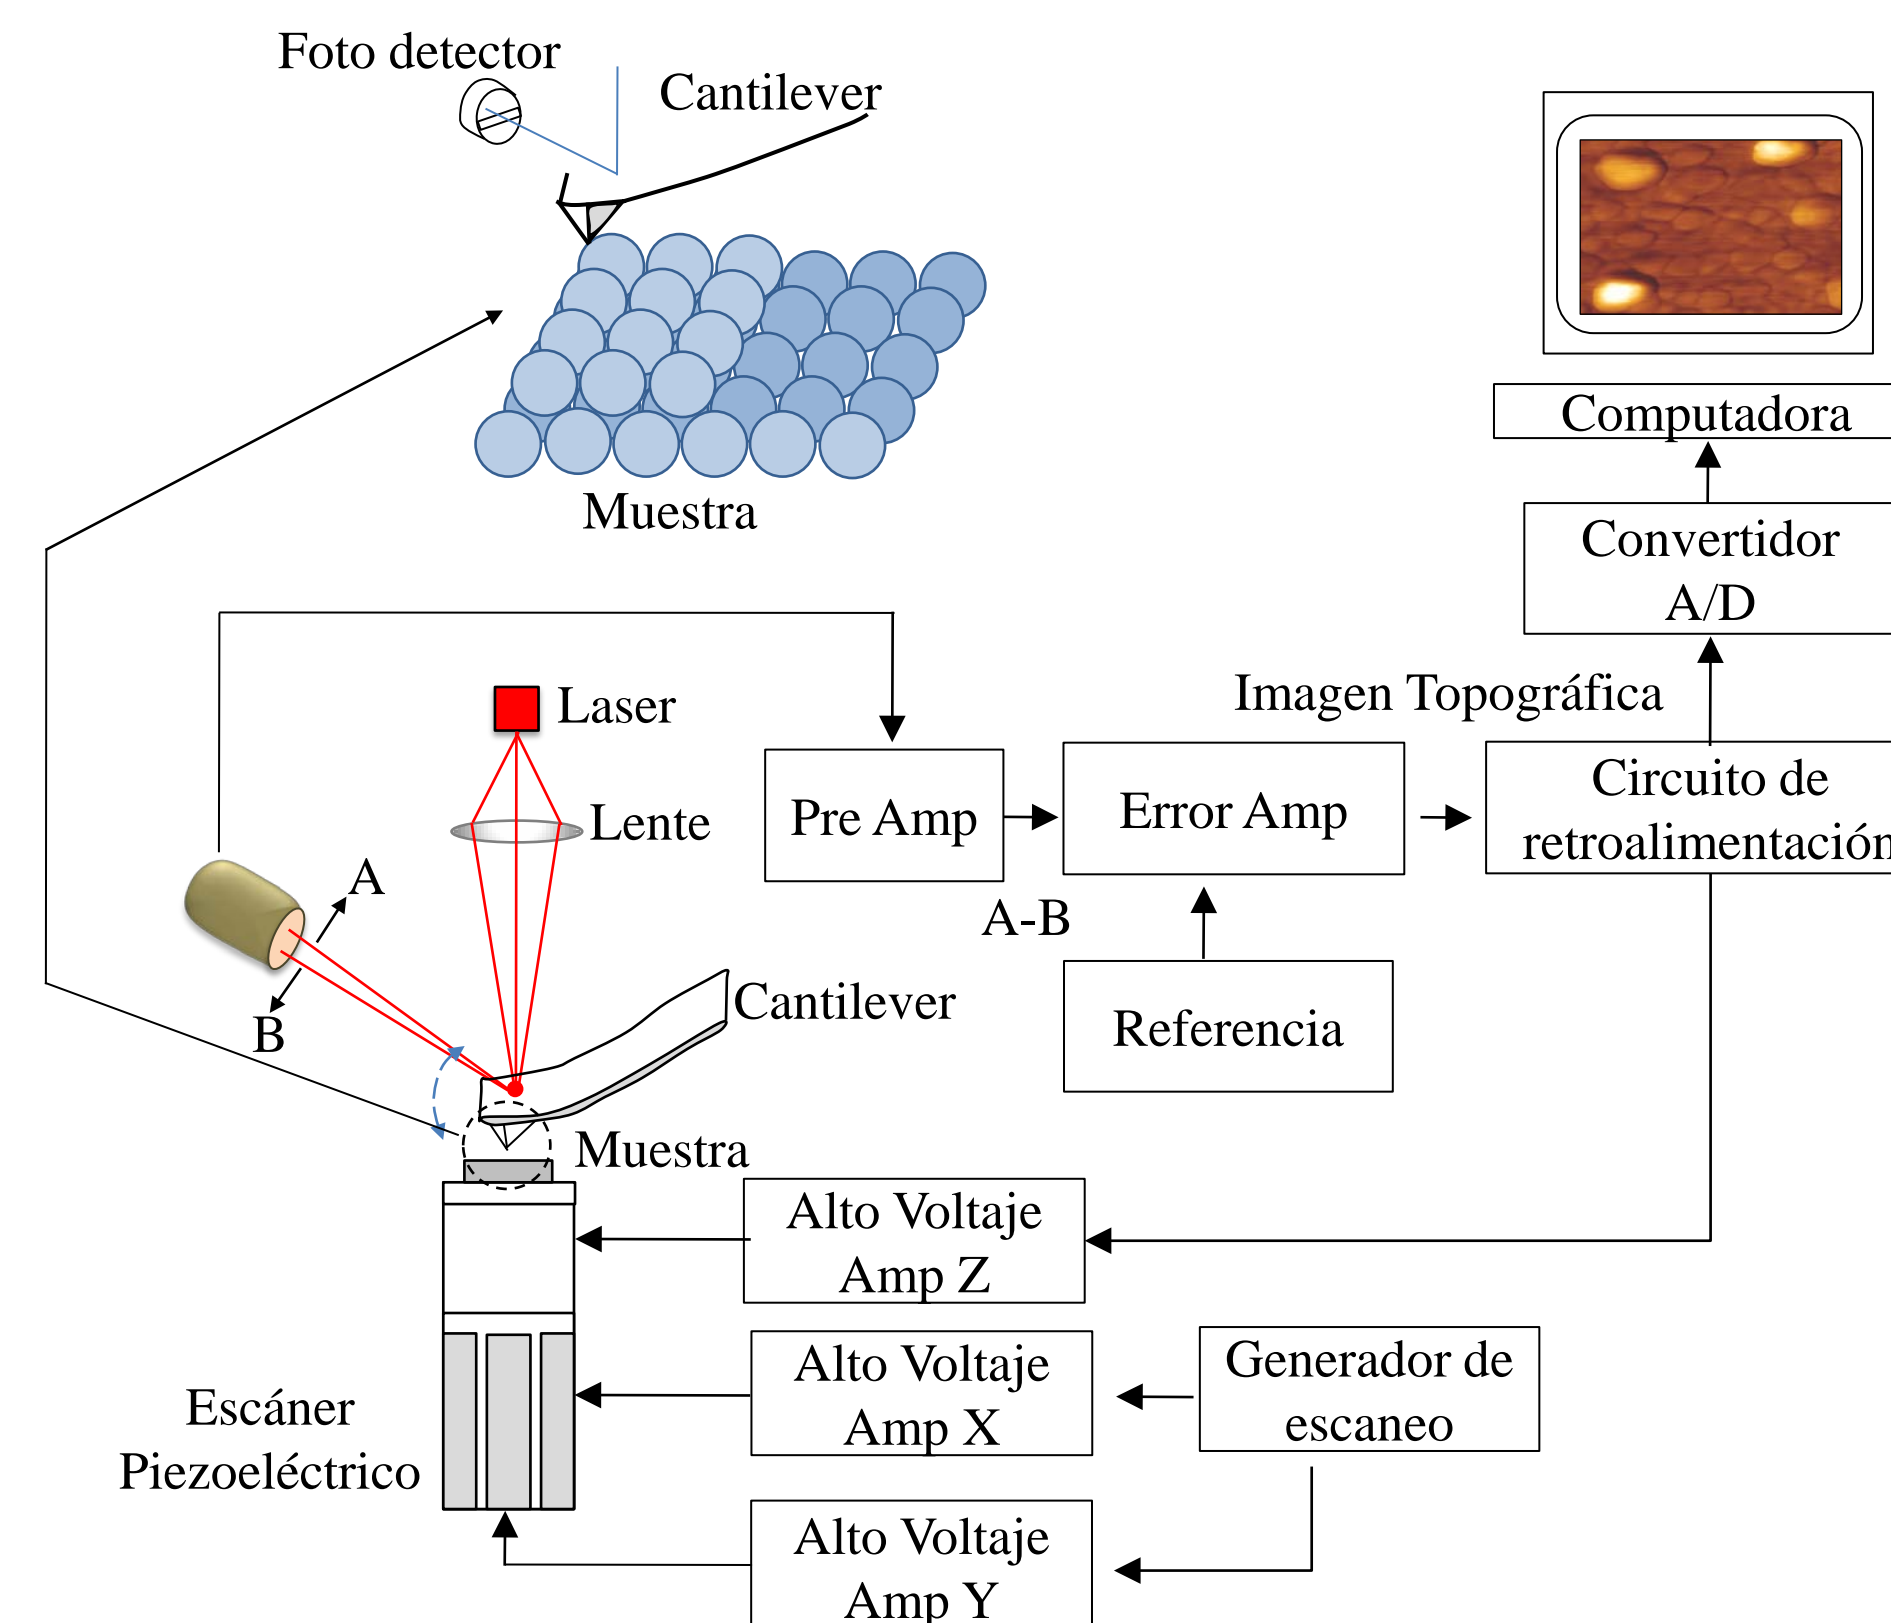 Foto detector
Cantilever
Muestra
Computadora
Convertidor
A/D
Imagen Topográfica
Laser
Lente
Pre Amp
Error Amp
Circuito de
retroalimentación
A
B
A-B
Cantilever
Referencia
Muestra
Alto Voltaje
Amp Z
Alto Voltaje
Amp X
Generador de
escaneo
Escáner
Piezoeléctrico
Alto Voltaje
Amp Y